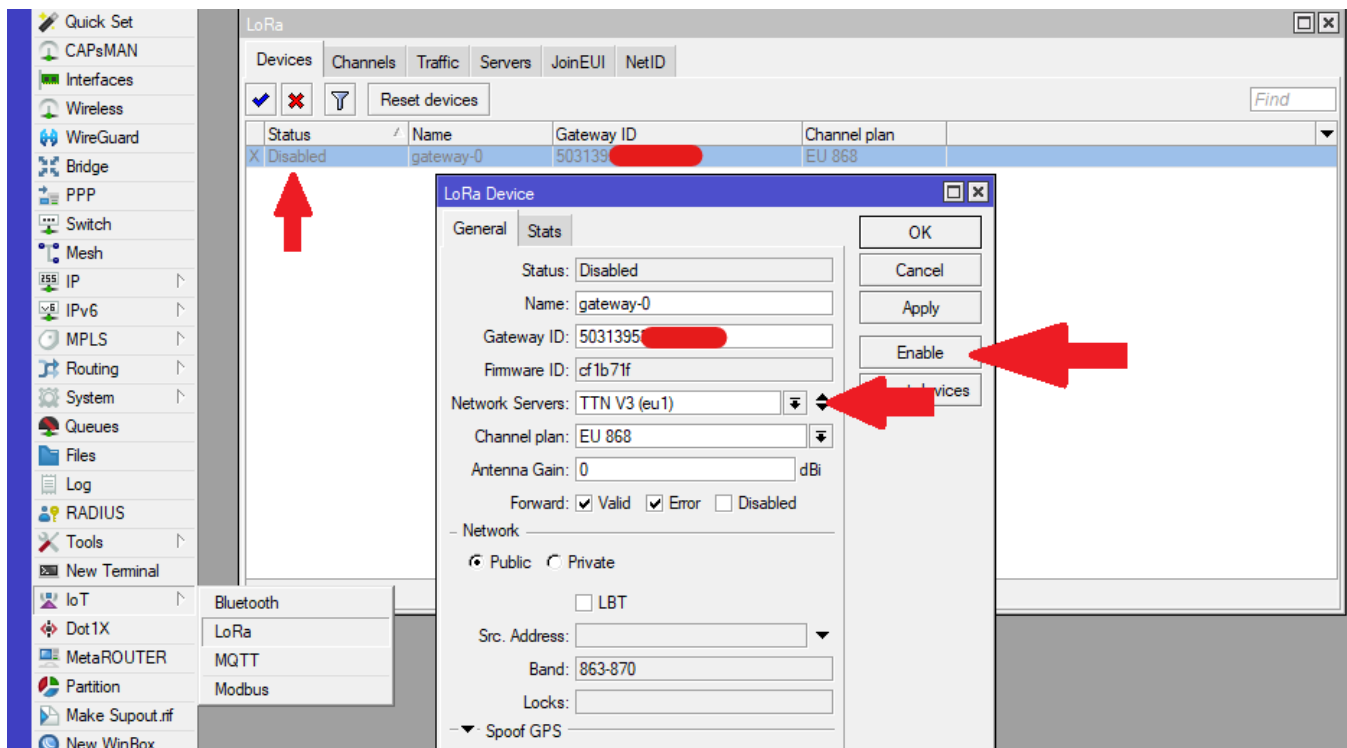 Quick Set
CAPsMAN
Interfaces
Wireless
WireGuard
Bridge
PPP
Switch
Mesh
IP
IPv6
MPLS
Routing
System
Queues
Files
Log
RADIUS
Tools
New Terminal
IoT
Dot1X
MetaROUTER
Partition
Make Supout.rif
New WinBox
Bluetooth
LoRa
MQTT
Modbus
LoRa
Devices Channels Traffic Servers JoinEUI NetID
Reset devices Find
Status Name Gateway ID Channel plan
X Disabled gateway-0 503139 EU 868
LoRa Device
General Stats
Status: Disabled
Name: gateway-0
Gateway ID: 5031395
Firmware ID: cf1b71f
Network Servers: TTN V3 (eu1)
Channel plan: EU 868
Antenna Gain: 0 dBi
Forward: Valid Error Disabled
Network
Public Private
LBT
Src. Address:
Band: 863-870
Locks:
Spoof GPS
OK
Cancel
Apply
Enable